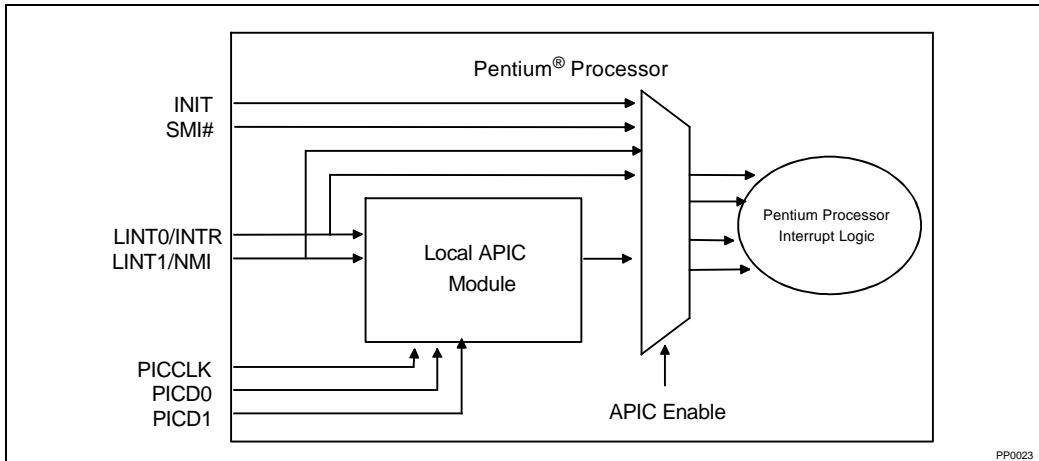 Pentium® Processor
INIT
SMI#
LINT0/INTR
LINT1/NMI
Local APIC
Module
Pentium Processor
Interrupt Logic
PICCLK
PICD0
PICD1
APIC Enable
PP0023